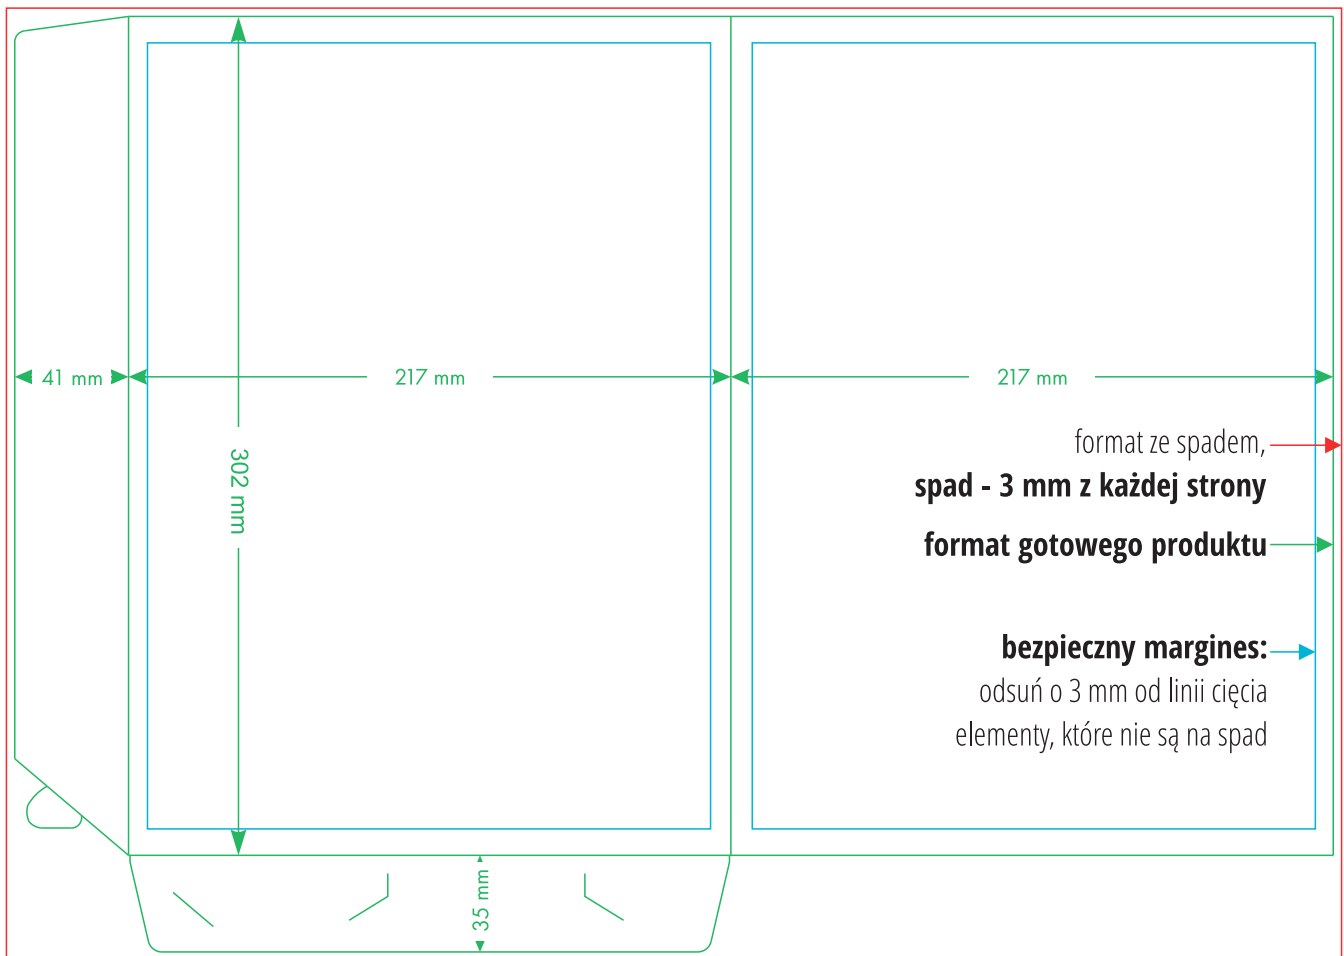 41 mm
217 mm
217 mm
302 mm
format ze spadem,
spad - 3 mm z każdej strony
format gotowego produktu
bezpieczny margines:
odsuń o 3 mm od linii cięcia
elementy, które nie są na spad
35 mm